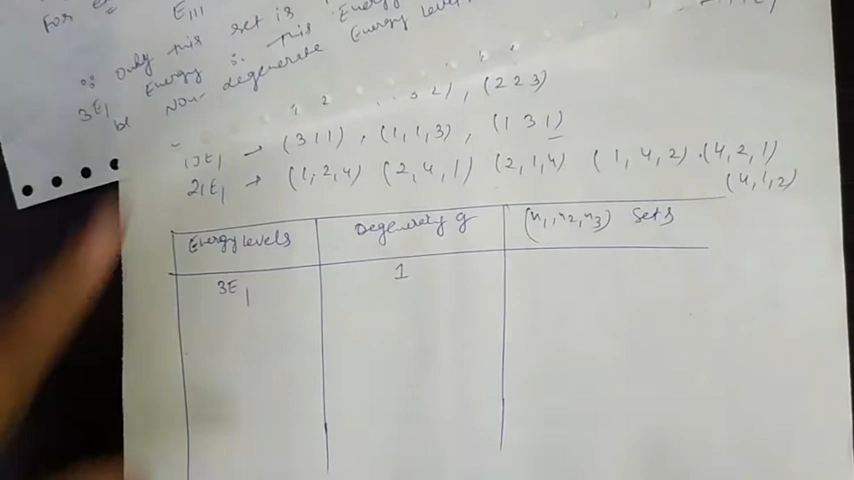 For
E111
∵ Only this set is
3E1 Energy ∴ this Energy
be Non-degenerate Energy level
, (2 2 3)
→ (3 1 1) , (1, 1, 3) , (1 3 1)
21E1 → (1, 2, 4) (2, 4, 1) (2, 1, 4) (1, 4, 2) . (4, 2, 1)
(4, 1, 2)
Energy levels Degeneracy g (n1, n2, n3) Sets
3E1 1